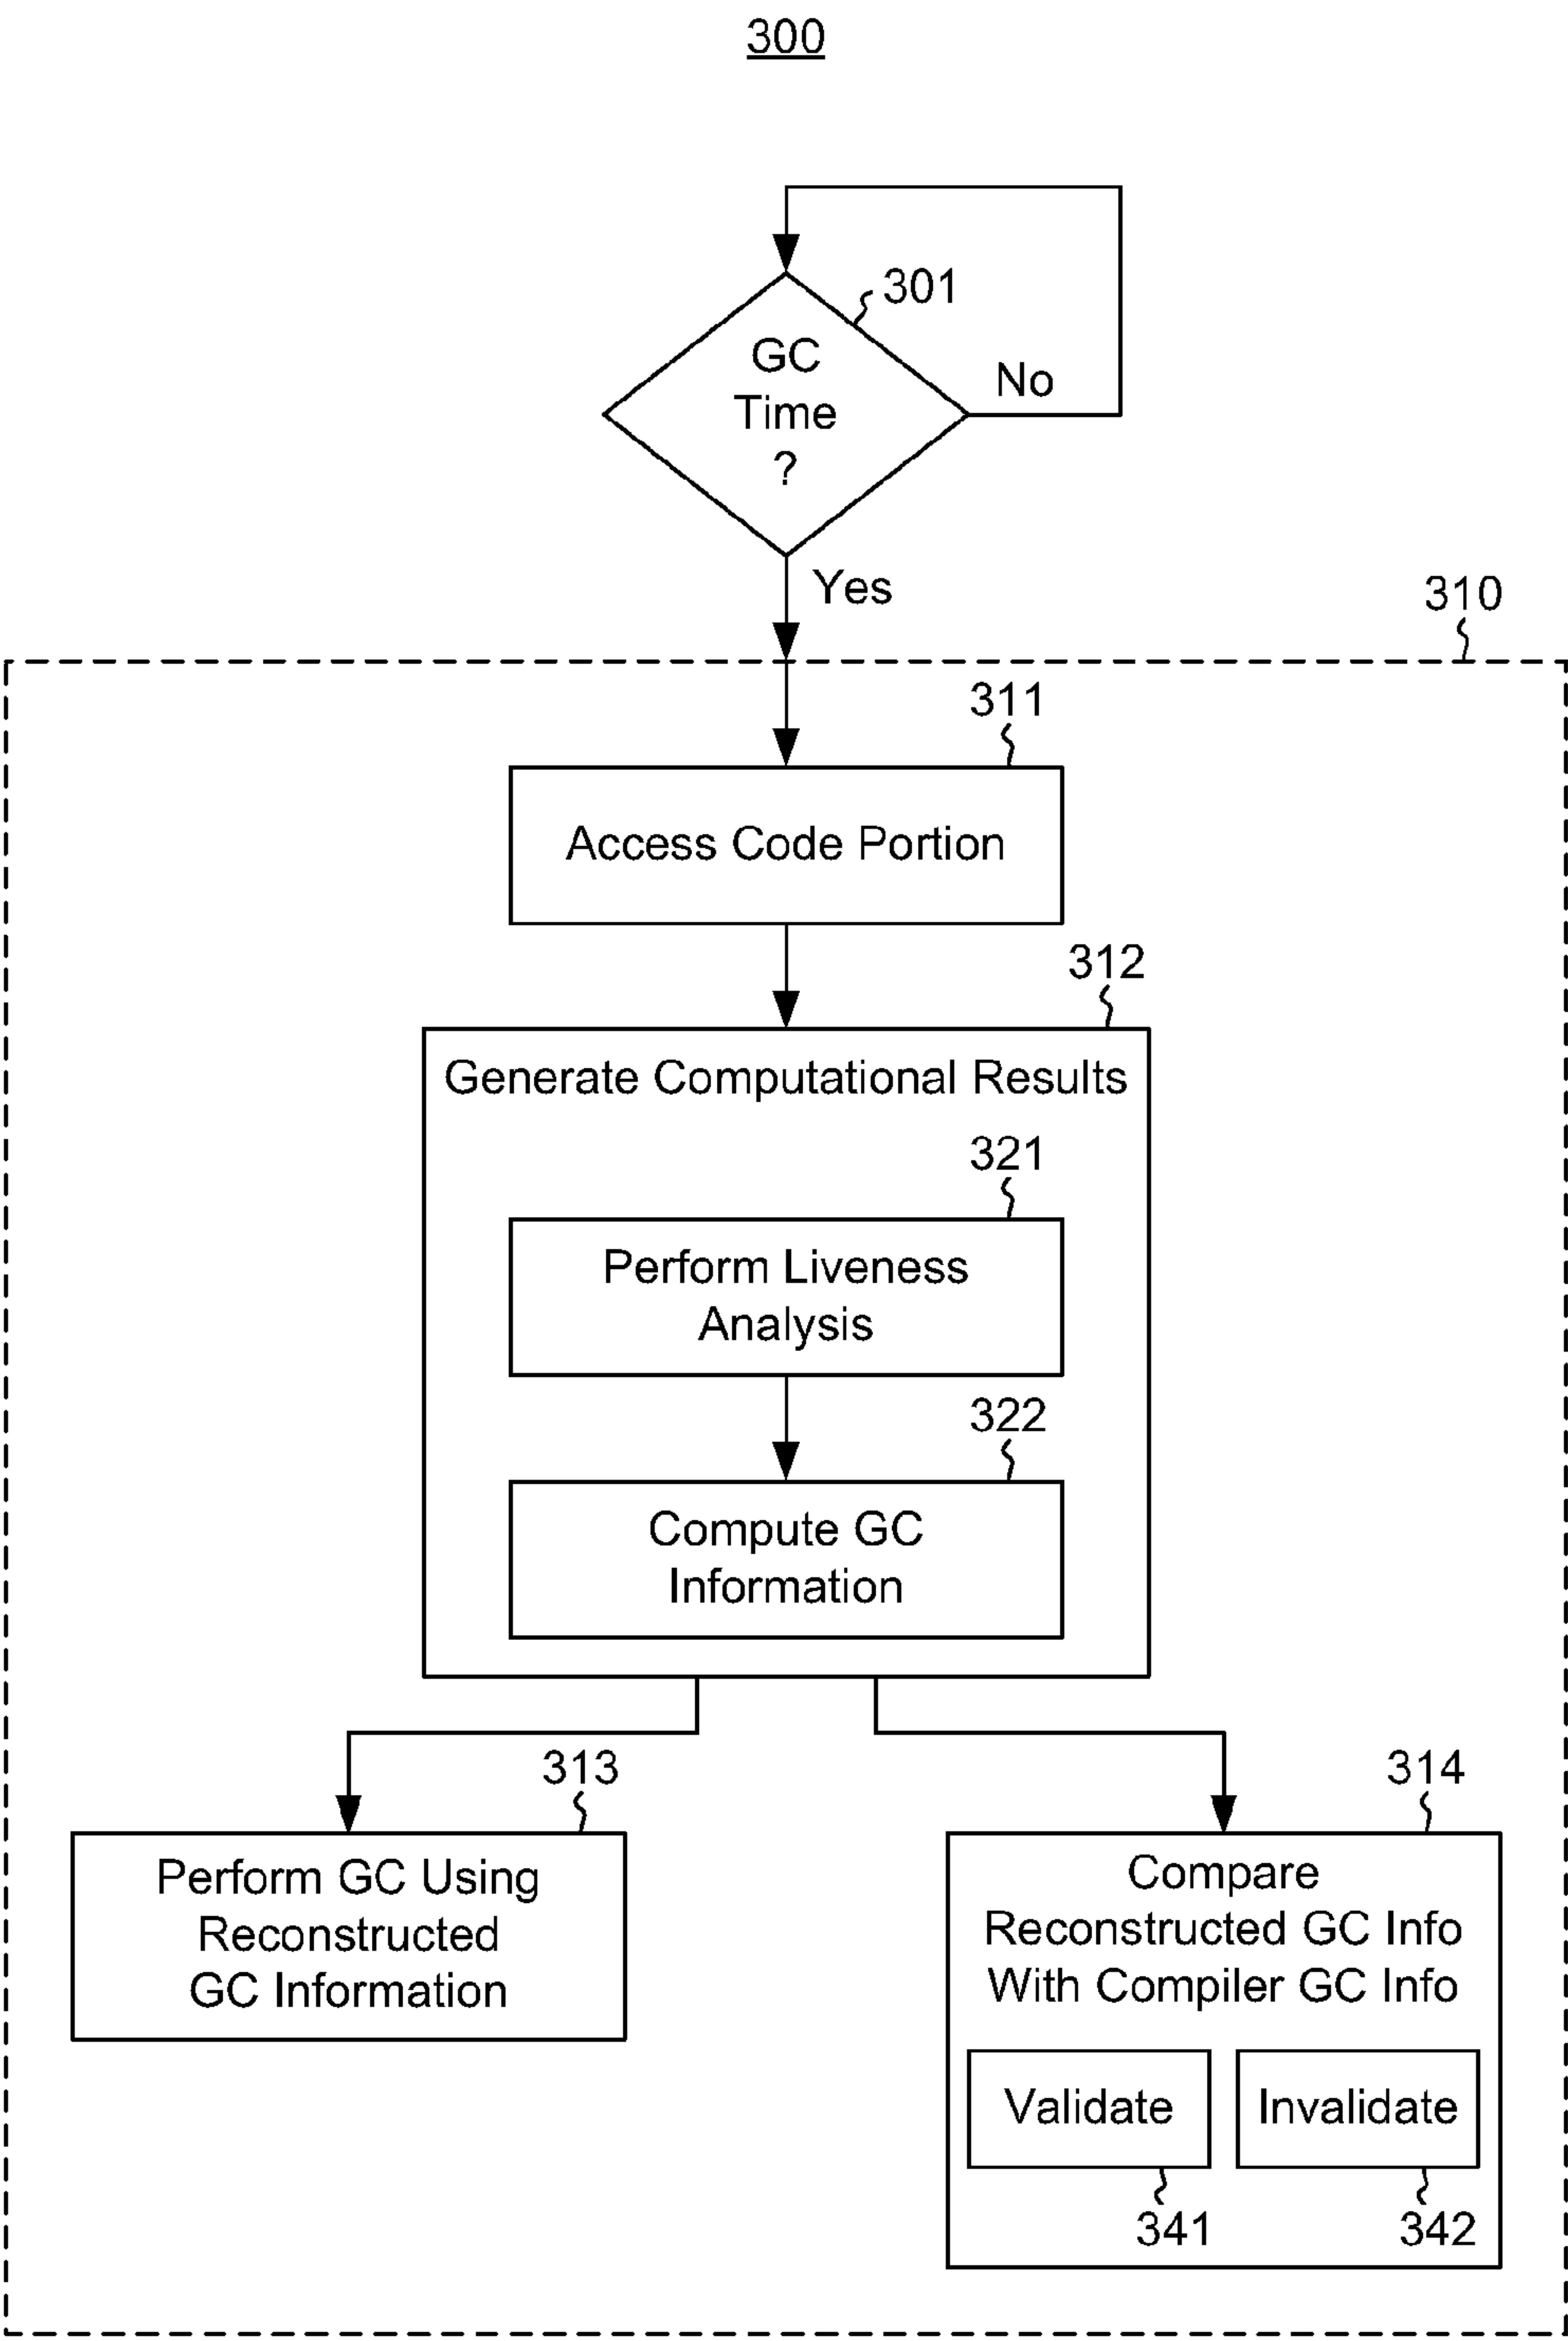 300
301
GC
Time
?
No
Yes
310
311
Access Code Portion
312
Generate Computational Results
321
Perform Liveness
Analysis
322
Compute GC
Information
313
Perform GC Using
Reconstructed
GC Information
314
Compare
Reconstructed GC Info
With Compiler GC Info
Validate
Invalidate
341
342